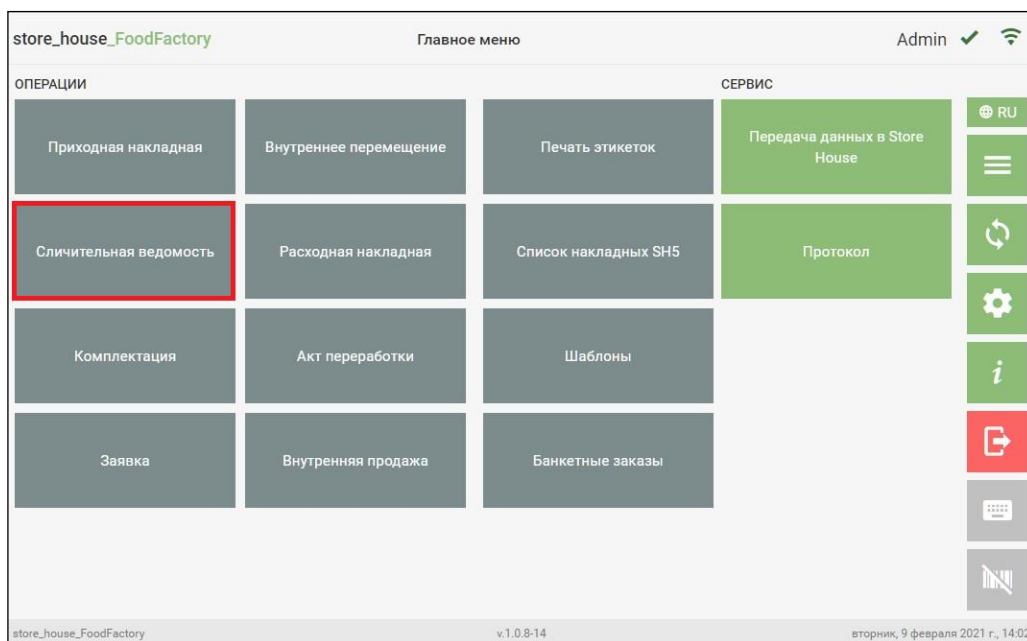 store_house_FoodFactory
Главное меню
Admin
ОПЕРАЦИИ
СЕРВИС
Приходная накладная
Внутреннее перемещение
Печать этикеток
Передача данных в Store
House
RU
Сличительная ведомость
Расходная накладная
Список накладных SH5
Протокол
Комплектация
Акт переработки
Шаблоны
i
Заявка
Внутренняя продажа
Банкетные заказы
store_house_FoodFactory
v.1.0.8-14
вторник, 9 февраля 2021 г., 14:02